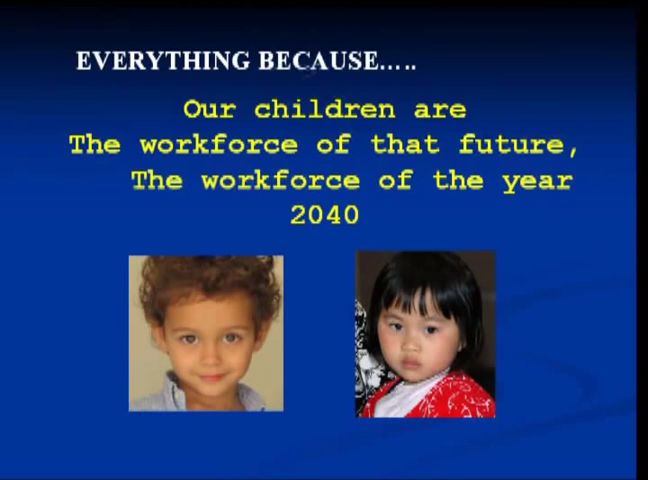 EVERYTHING BECAUSE.....
Our children are
The workforce of that future,
The workforce of the year
2040